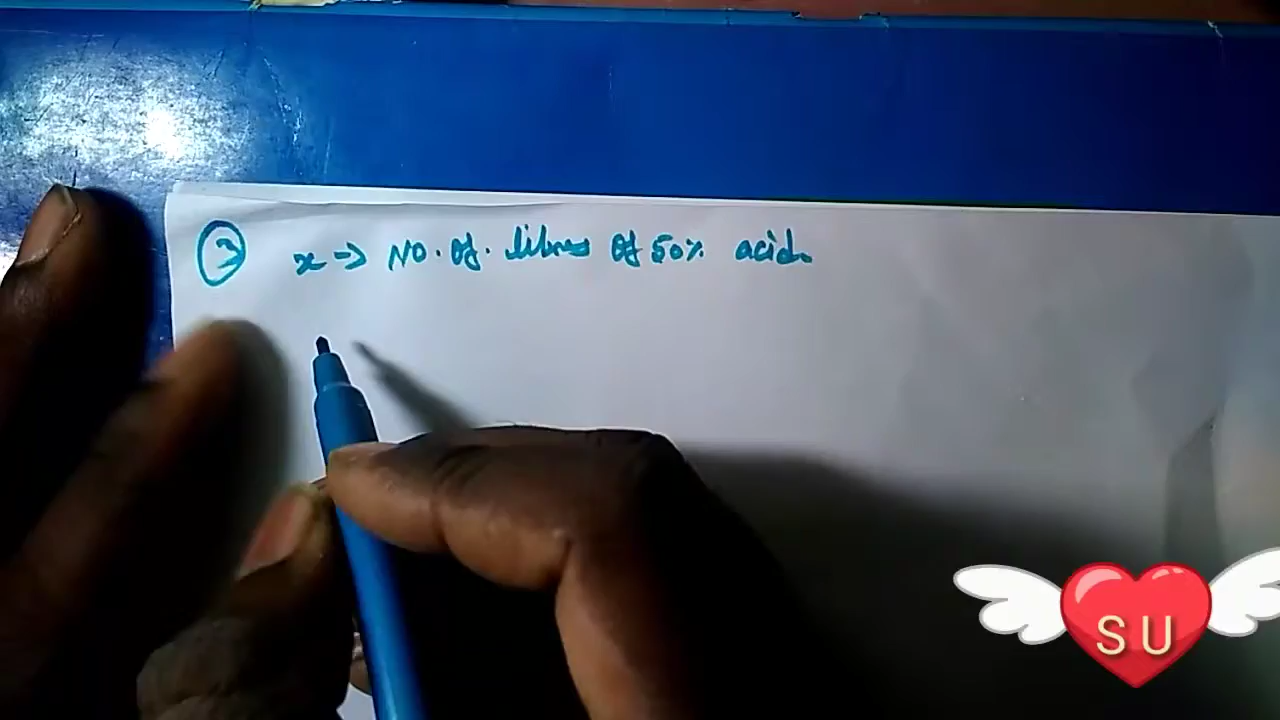 ③ x → No. of. litres of 50% acid.
SU